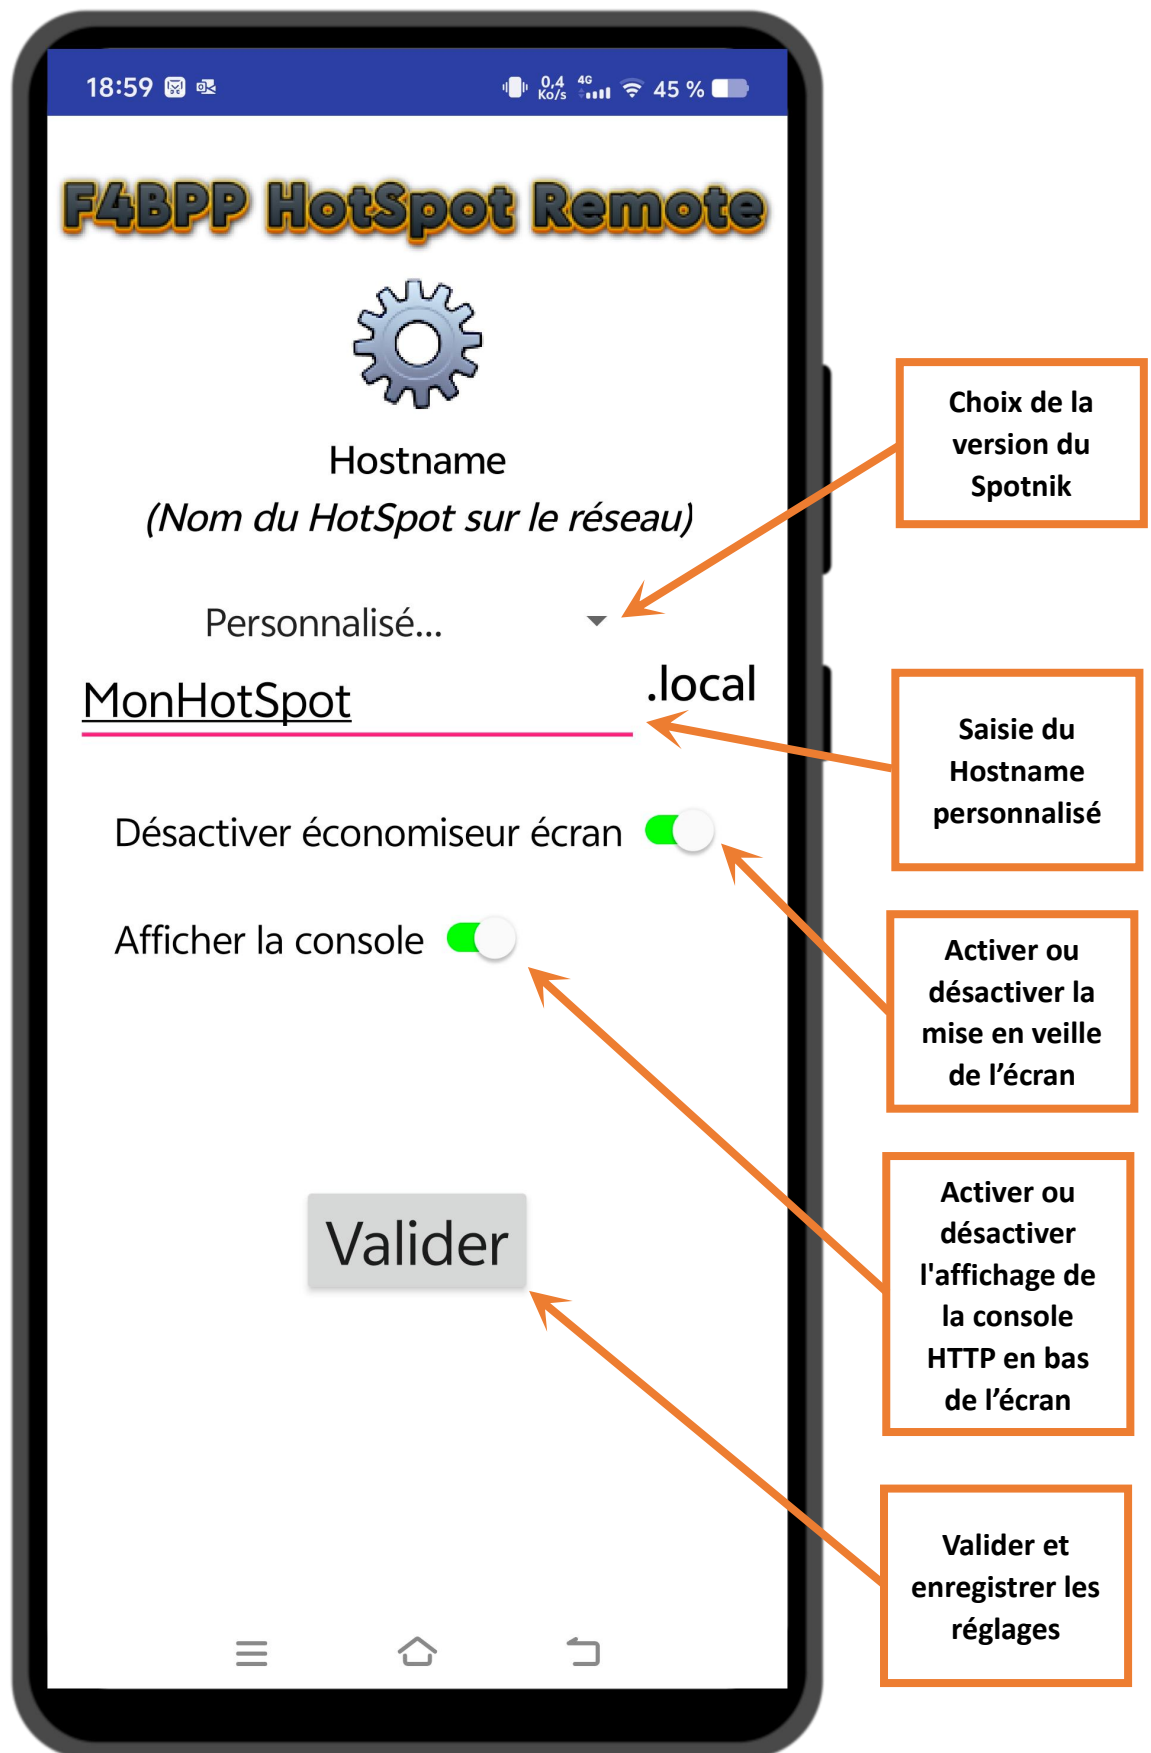 18:59
0,4
Ko/s
4G
45 %
F4BPP HotSpot Remote
Hostname
(Nom du HotSpot sur le réseau)
Personnalisé...
MonHotSpot
.local
Désactiver économiseur écran
Afficher la console
Valider
Choix de la
version du
Spotnik
Saisie du
Hostname
personnalisé
Activer ou
désactiver la
mise en veille
de l’écran
Activer ou
désactiver
l'affichage de
la console
HTTP en bas
de l’écran
Valider et
enregistrer les
réglages